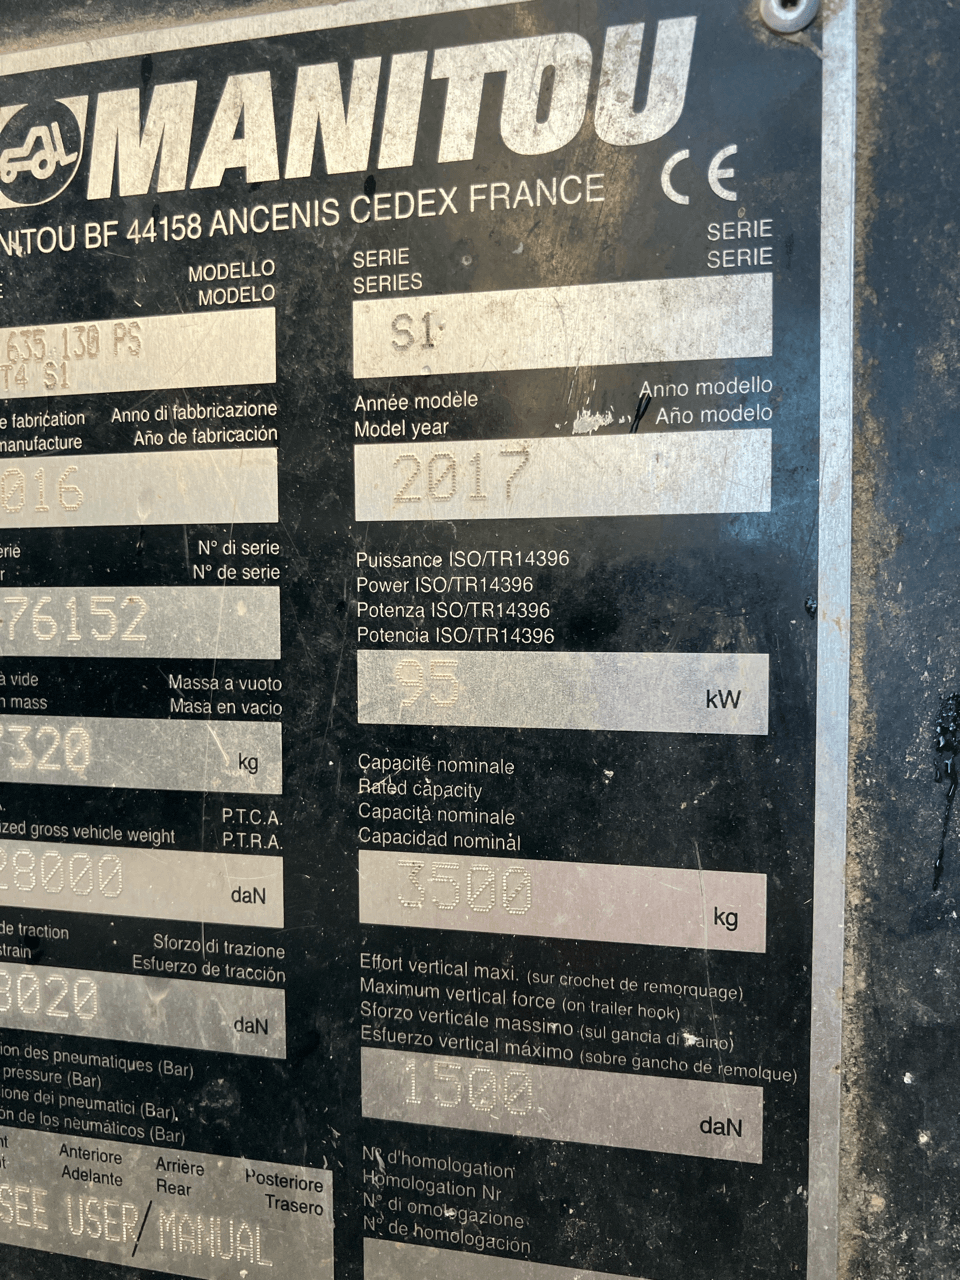 MANITOU
CE
NITOU BF 44158 ANCENIS CEDEX FRANCE
MODELLO
MODELO
635.130 PS
T4 S1
SERIE SERIE
SERIES SERIE
S1
e fabrication Anno di fabbricazione
manufacture Año de fabricación
016
Année modèle Anno modello
Model year Año modelo
2017
érie N° di serie
r N° de serie
76152
Puissance ISO/TR14396
Power ISO/TR14396
Potenza ISO/TR14396
Potencia ISO/TR14396
95 kW
à vide Massa a vuoto
n mass Masa en vacio
320 kg
Capacité nominale
Rated capacity
Capacità nominale
Capacidad nominal
3500 kg
A. P.T.C.A.
ized gross vehicle weight P.T.R.A.
28000 daN
de traction Sforzo di trazione
strain Esfuerzo de tracción
8020 daN
Effort vertical maxi. (sur crochet de remorquage)
Maximum vertical force (on trailer hook)
Sforzo verticale massimo (sul gancia di traino)
Esfuerzo vertical máximo (sobre gancho de remolque)
1500 daN
ion des pneumatiques (Bar)
pressure (Bar)
ione dei pneumatici (Bar)
ón de los neumáticos (Bar)
nt Anteriore Arrière Posteriore
t Adelante Rear Trasero
SEE USER/MANUAL
N° d'homologation
Homologation Nr
N° di omologazione
N° de homologación